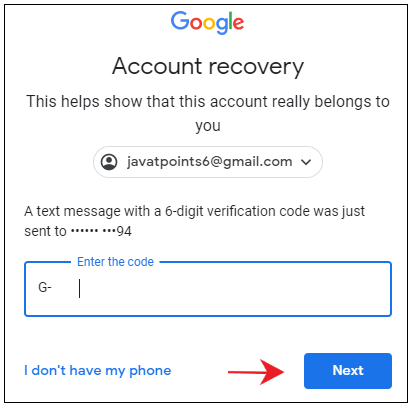 Google
Account recovery
This helps show that this account really belongs to
you
javatpoints6@gmail.com
A text message with a 6-digit verification code was just
sent to •••••• •••94
Enter the code
G-
I don't have my phone
Next